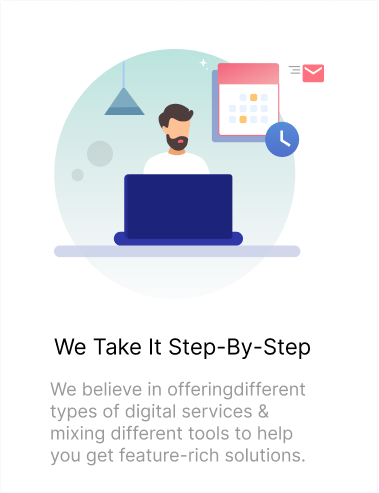 We Take It Step-By-Step
We believe in offeringdifferent
types of digital services &
mixing different tools to help
you get feature-rich solutions.